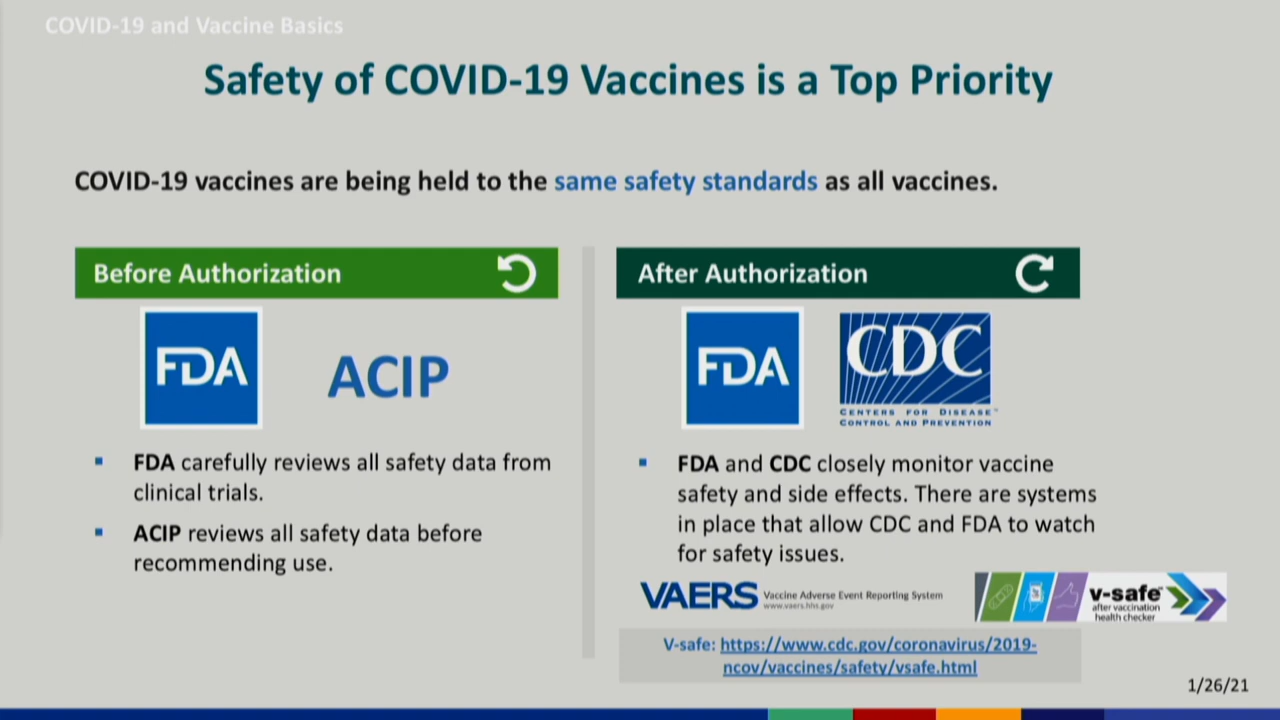 COVID-19 and Vaccine Basics
Safety of COVID-19 Vaccines is a Top Priority
COVID-19 vaccines are being held to the same safety standards as all vaccines.
Before Authorization
FDA
ACIP
▪ FDA carefully reviews all safety data from
clinical trials.
▪ ACIP reviews all safety data before
recommending use.
After Authorization
FDA
CDC
CENTERS FOR DISEASE™
CONTROL AND PREVENTION
▪ FDA and CDC closely monitor vaccine
safety and side effects. There are systems
in place that allow CDC and FDA to watch
for safety issues.
VAERS Vaccine Adverse Event Reporting System
www.vaers.hhs.gov
v-safe™
after vaccination
health checker
V-safe: https://www.cdc.gov/coronavirus/2019-
ncov/vaccines/safety/vsafe.html
1/26/21